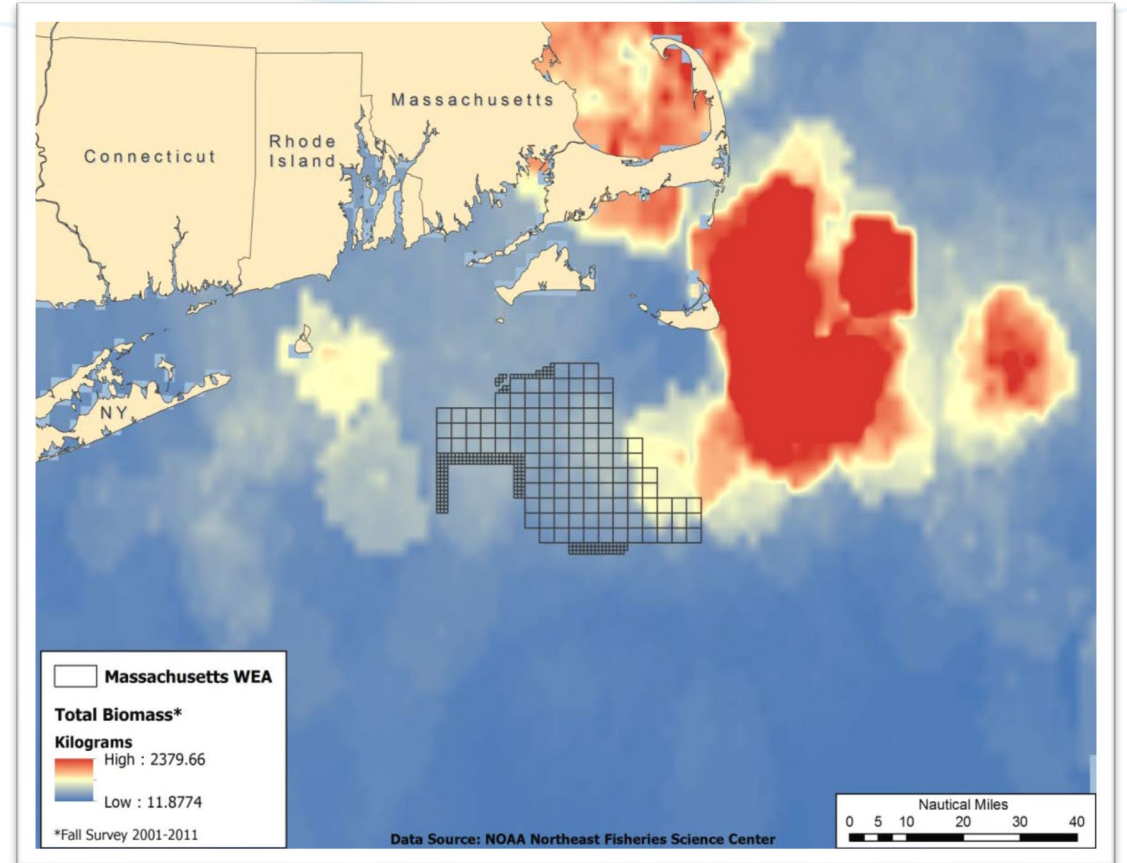 Massachusetts
Rhode
Island
Connecticut
NY
Massachusetts WEA
Total Biomass*
Kilograms
High : 2379.66
Low : 11.8774
*Fall Survey 2001-2011
Data Source: NOAA Northeast Fisheries Science Center
Nautical Miles
0 5 10 20 30 40